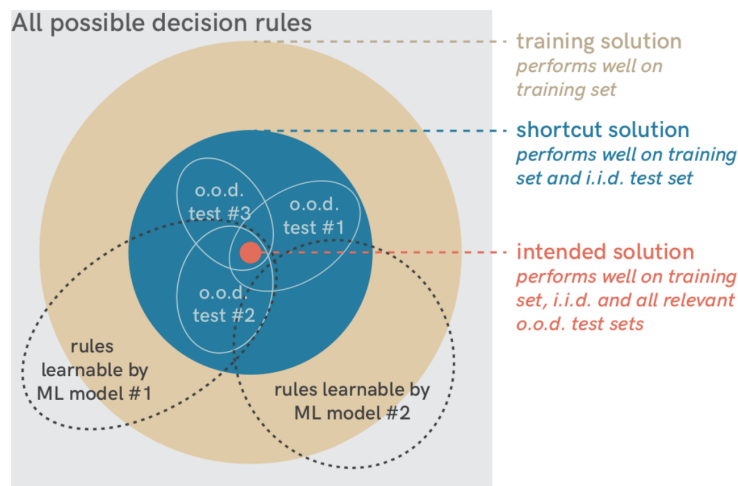 All possible decision rules
training solution
performs well on
training set
shortcut solution
performs well on training
set and i.i.d. test set
o.o.d.
test #3
o.o.d.
test #1
intended solution
performs well on training
set, i.i.d. and all relevant
o.o.d. test sets
o.o.d.
test #2
rules
learnable by
ML model #1
rules learnable by
ML model #2